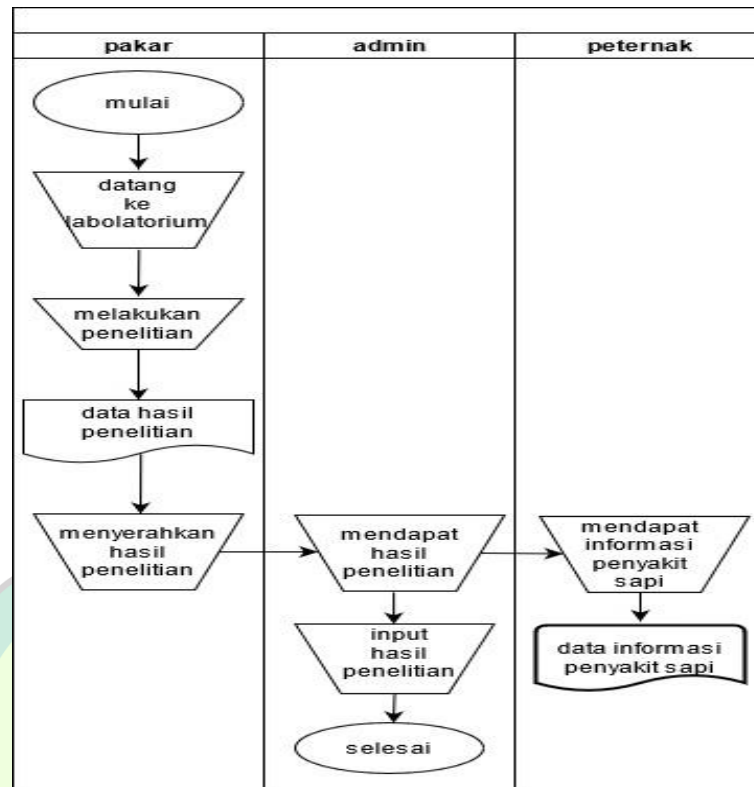 pakar
admin
peternak
mulai
datang
ke
labolatorium
melakukan
penelitian
data hasil
penelitian
menyerahkan
hasil
penelitian
mendapat
hasil
penelitian
input
hasil
penelitian
selesai
mendapat
informasi
penyakit
sapi
data informasi
penyakit sapi